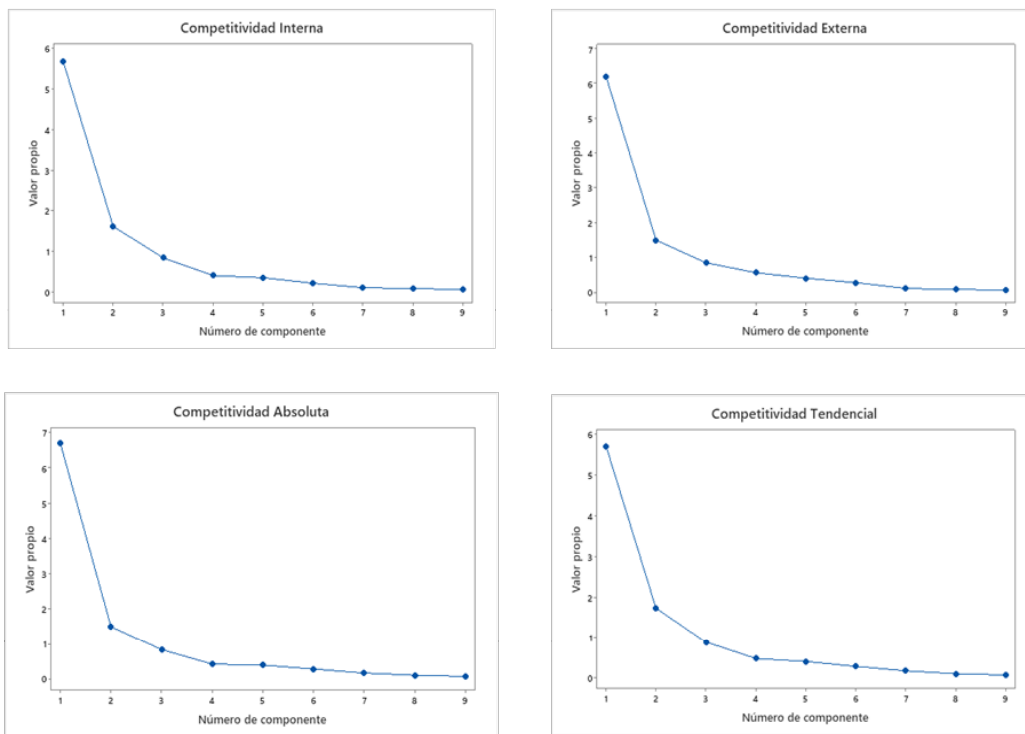 Competitividad Interna
6
5
4
3
2
1
0
Valor propio
1 2 3 4 5 6 7 8 9
Número de componente
Competitividad Externa
7
6
5
4
3
2
1
0
Valor propio
1 2 3 4 5 6 7 8 9
Número de componente
Competitividad Absoluta
7
6
5
4
3
2
1
0
Valor propio
1 2 3 4 5 6 7 8 9
Número de componente
Competitividad Tendencial
6
5
4
3
2
1
0
Valor propio
1 2 3 4 5 6 7 8 9
Número de componente